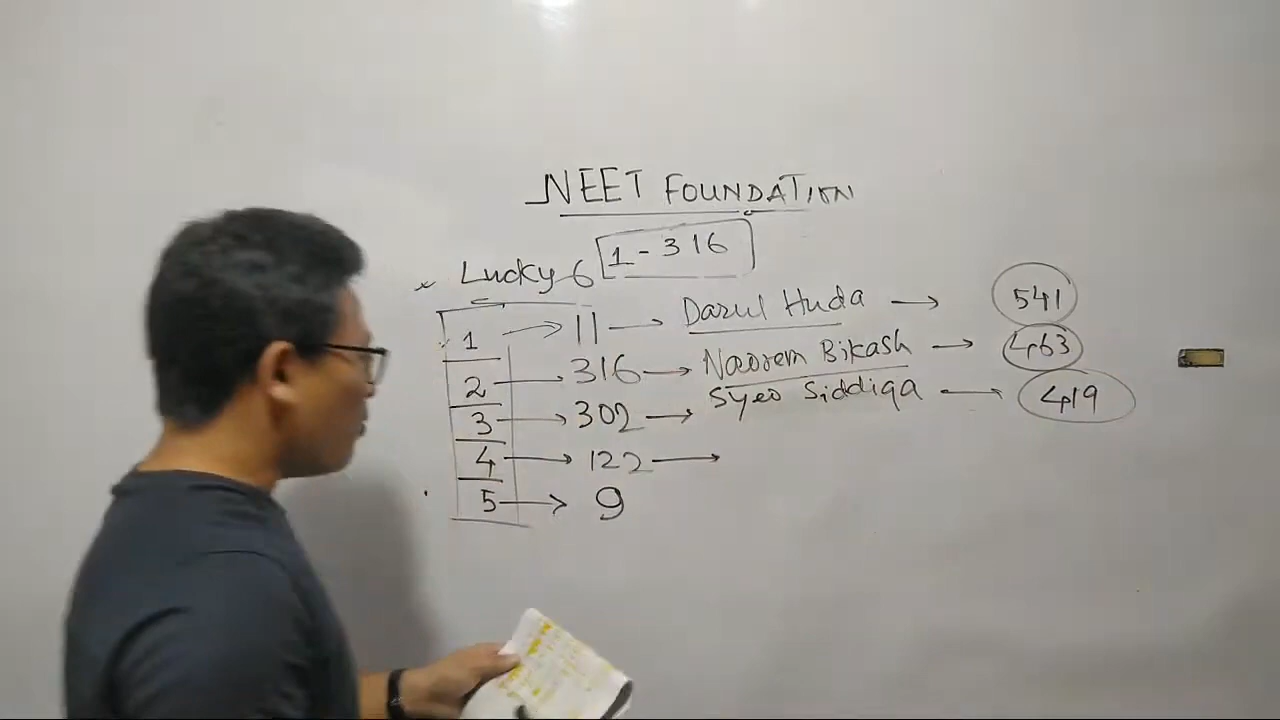 NEET FOUNDATION
* Lucky 6 1-316
1 → 11 → Darul Huda → 541
2 → 316 → Naorem Bikash → 463
3 → 302 → Syed Siddiqa → 419
4 → 122 →
5 → 9